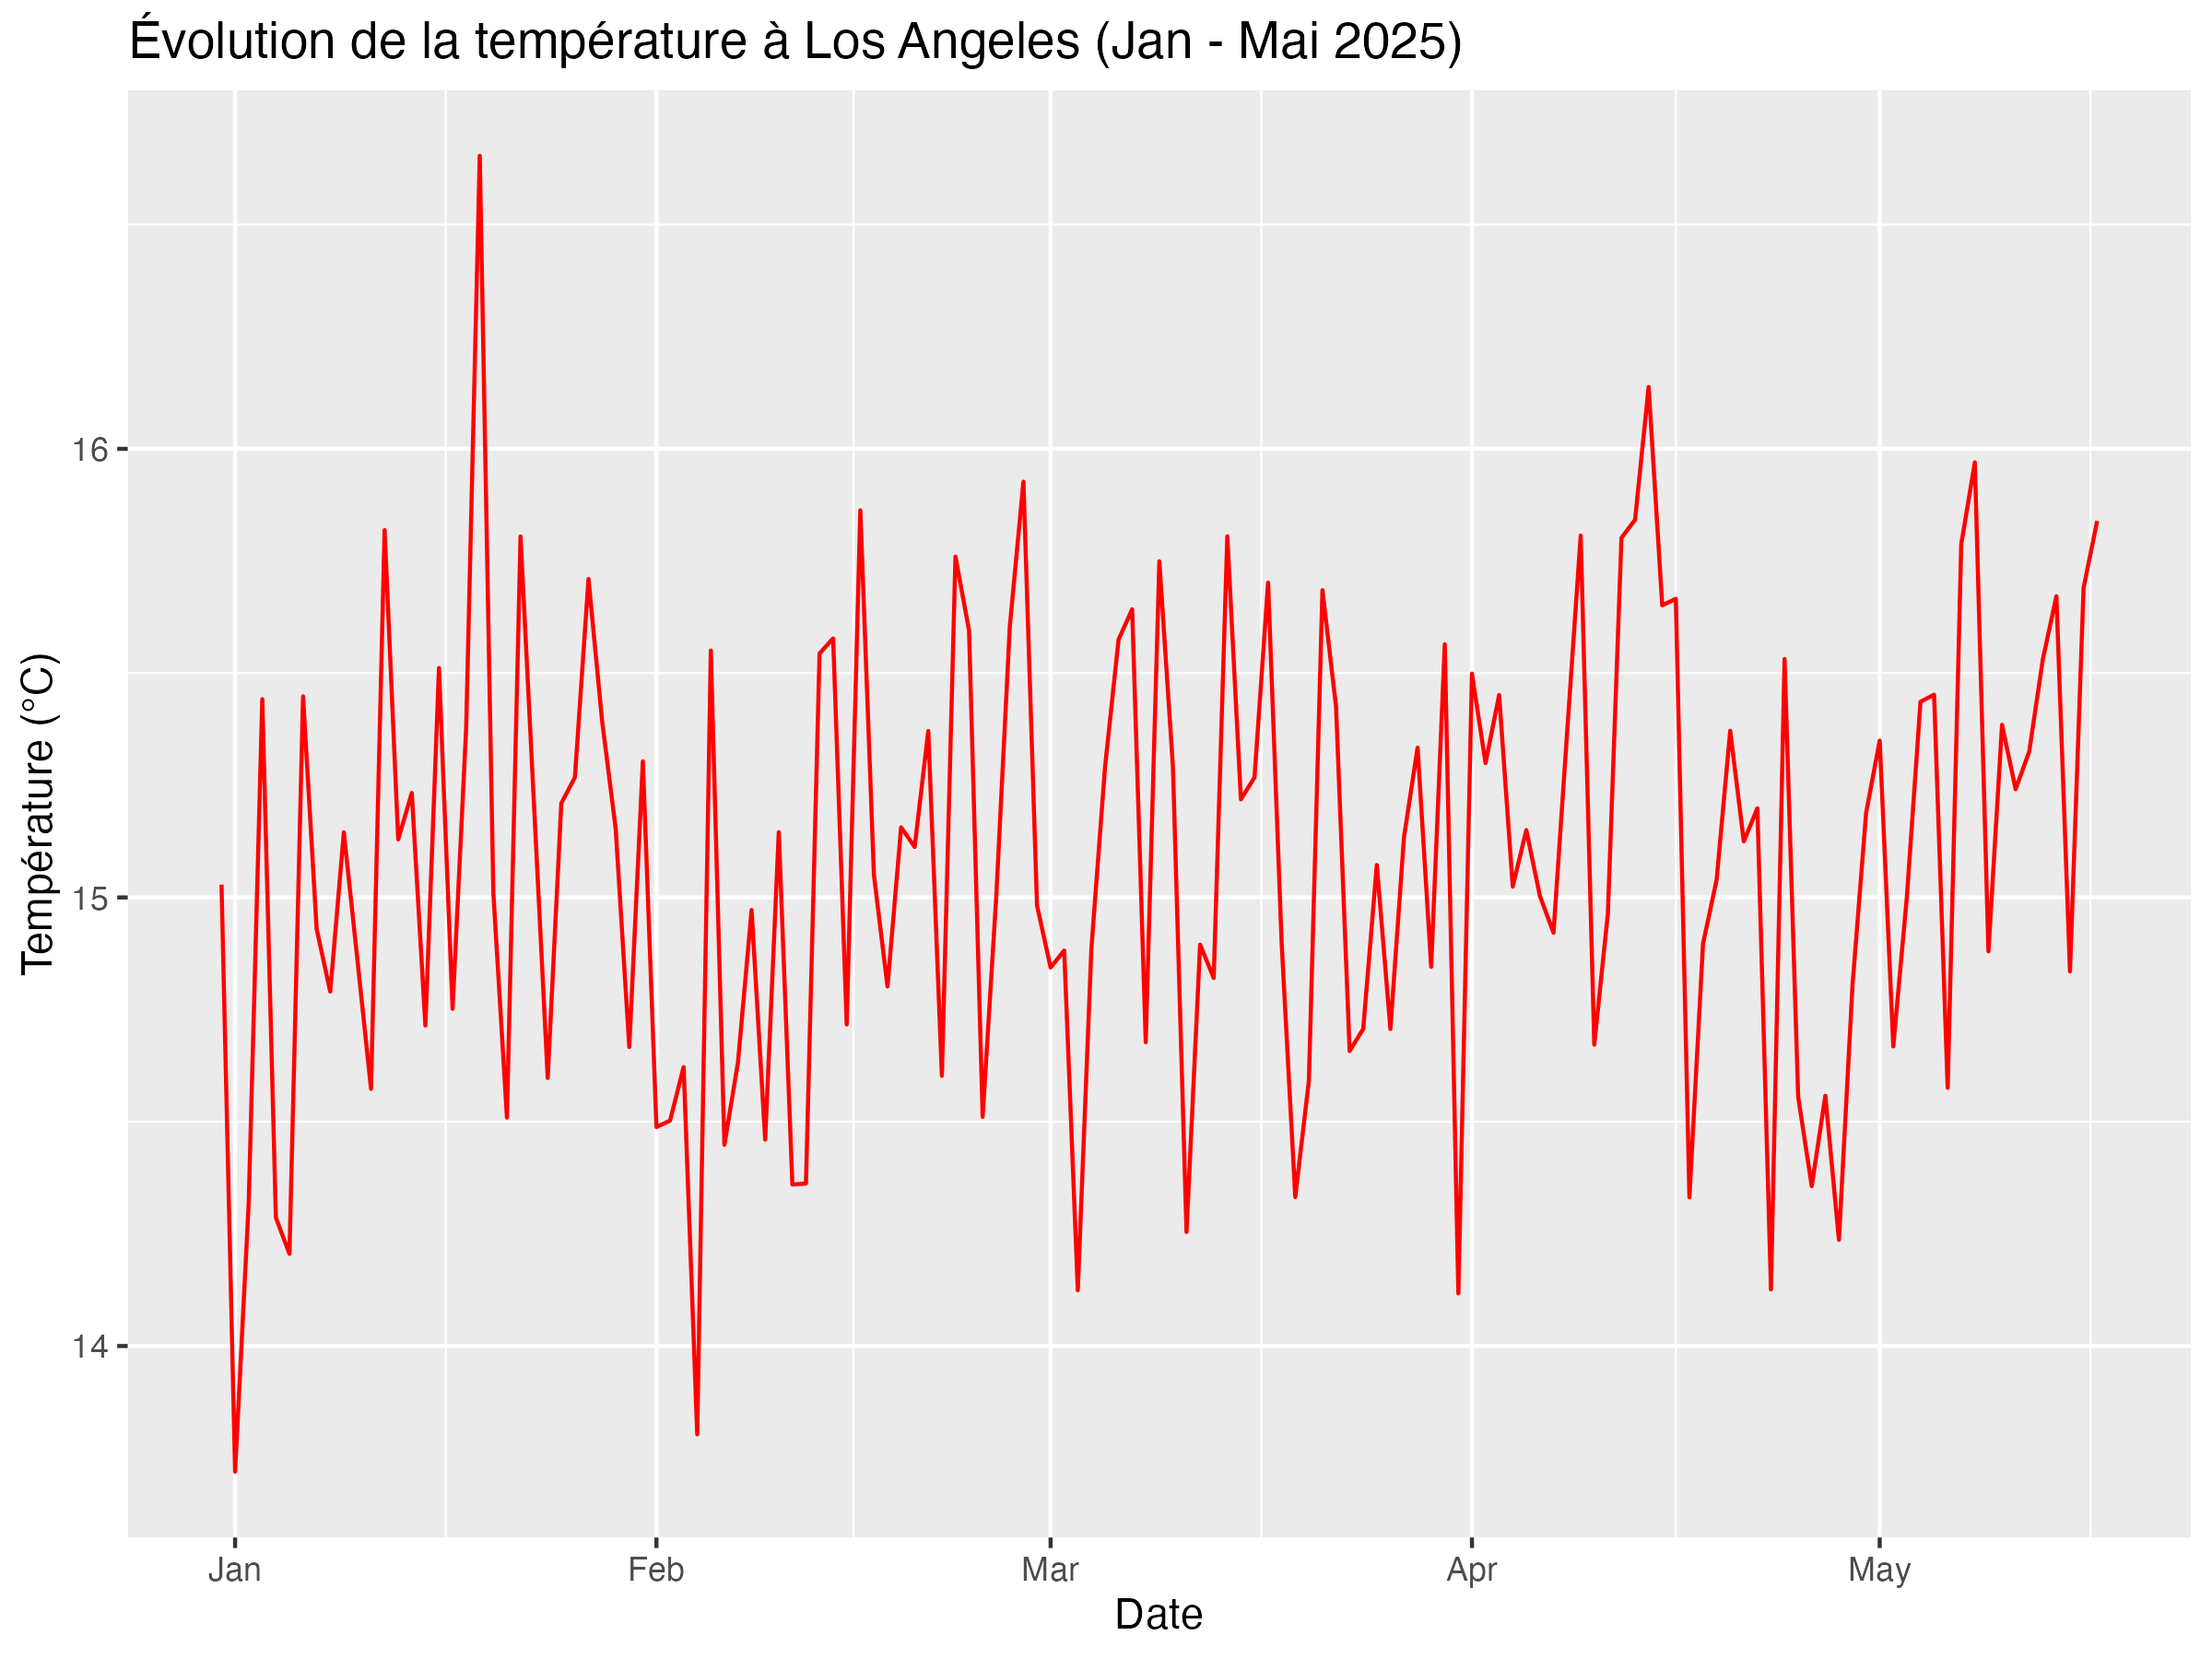 Évolution de la température à Los Angeles (Jan - Mai 2025)
Température (°C)
16
15
14
Jan Feb Mar Apr May
Date